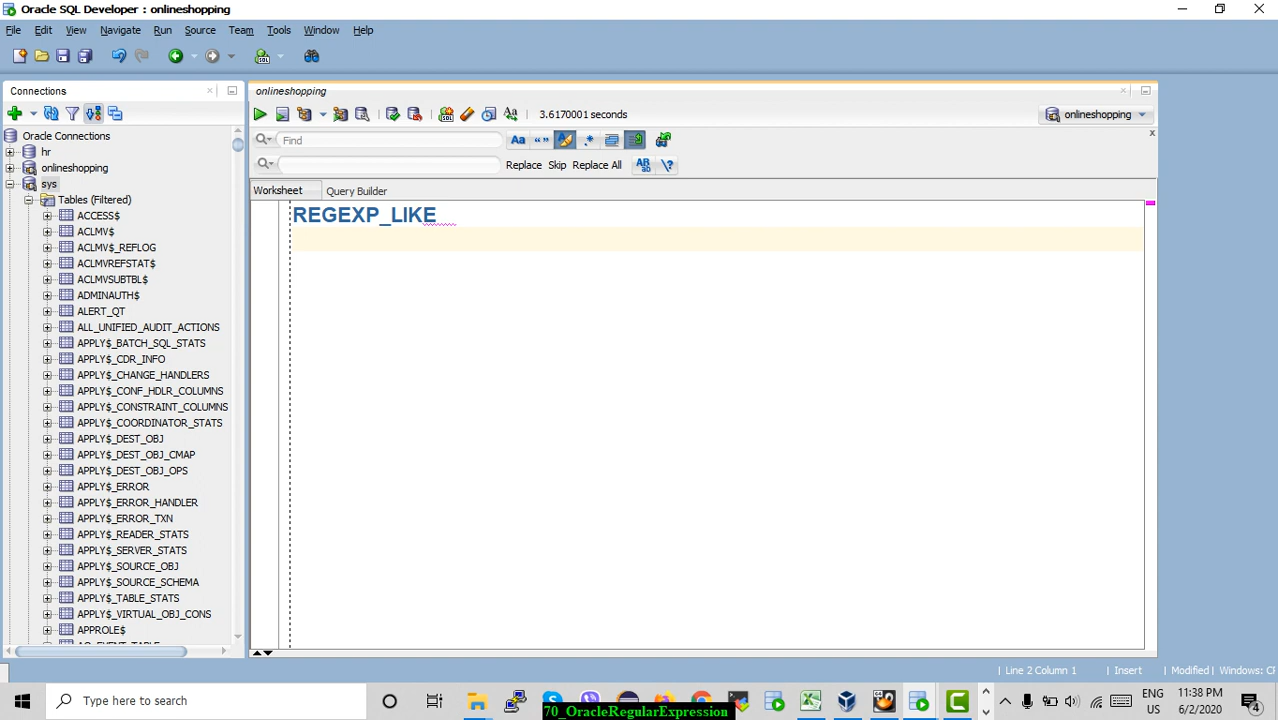 Oracle SQL Developer : onlineshopping
File Edit View Navigate Run Source Team Tools Window Help
Connections
onlineshopping
3.6170001 seconds
onlineshopping
Oracle Connections
hr
onlineshopping
sys
Tables (Filtered)
ACCESS$
ACLMV$
ACLMV$_REFLOG
ACLMVREFSTAT$
ACLMVSUBTBL$
ADMINAUTH$
ALERT_QT
ALL_UNIFIED_AUDIT_ACTIONS
APPLY$_BATCH_SQL_STATS
APPLY$_CDR_INFO
APPLY$_CHANGE_HANDLERS
APPLY$_CONF_HDLR_COLUMNS
APPLY$_CONSTRAINT_COLUMNS
APPLY$_COORDINATOR_STATS
APPLY$_DEST_OBJ
APPLY$_DEST_OBJ_CMAP
APPLY$_DEST_OBJ_OPS
APPLY$_ERROR
APPLY$_ERROR_HANDLER
APPLY$_ERROR_TXN
APPLY$_READER_STATS
APPLY$_SERVER_STATS
APPLY$_SOURCE_OBJ
APPLY$_SOURCE_SCHEMA
APPLY$_TABLE_STATS
APPLY$_VIRTUAL_OBJ_CONS
APPROLE$
Find
Replace Skip Replace All
Worksheet Query Builder
REGEXP_LIKE
Line 2 Column 1 Insert Modified Windows: CF
Type here to search
70_OracleRegularExpression
ENG
US
11:38 PM
6/2/2020
4